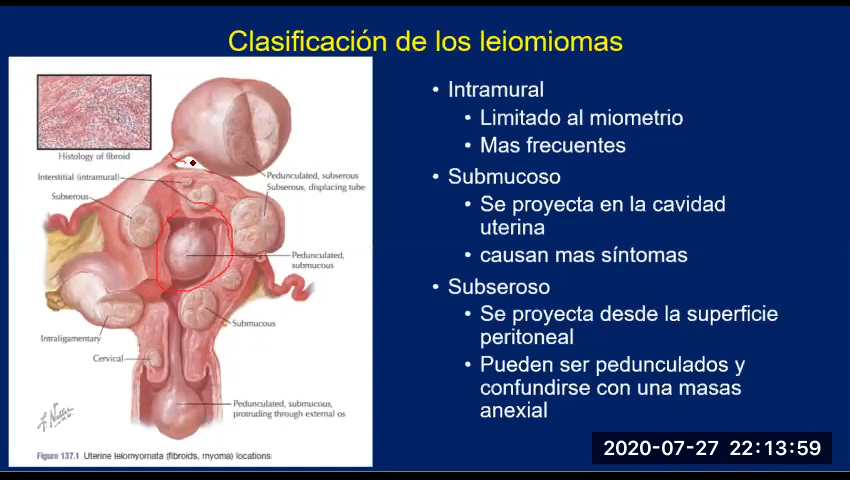 Clasificación de los leiomiomas
Histology of fibroid
Interstitial (intramural)
Subserous
Pedunculated, subserous
Subserous, displacing tube
Pedunculated,
submucous
Submucous
Intraligamentary
Cervical
Pedunculated, submucous,
protruding through external os
Figure 137.1 Uterine leiomyomata (fibroids, myoma) locations
• Intramural
• Limitado al miometrio
• Mas frecuentes
• Submucoso
• Se proyecta en la cavidad
uterina
• causan mas síntomas
• Subseroso
• Se proyecta desde la superficie
peritoneal
• Pueden ser pedunculados y
confundirse con una masas
anexial
2020-07-27 22:13:59